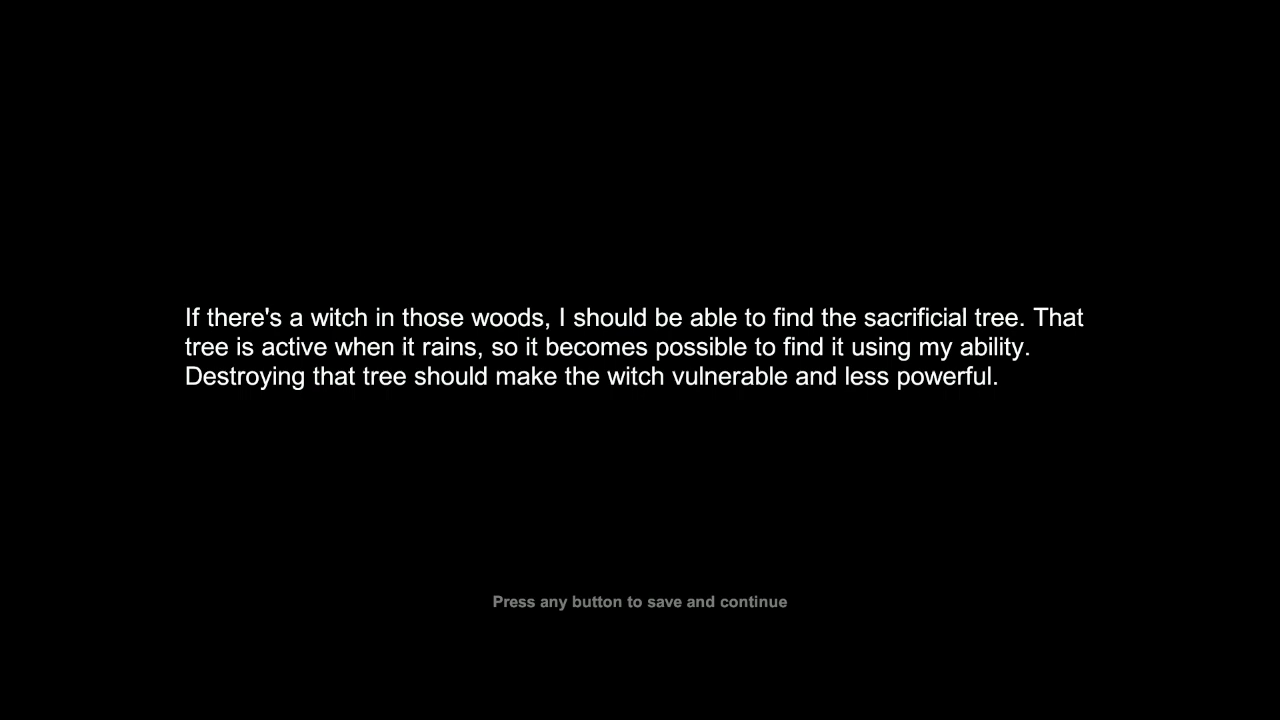 If there's a witch in those woods, I should be able to find the sacrificial tree. That
tree is active when it rains, so it becomes possible to find it using my ability.
Destroying that tree should make the witch vulnerable and less powerful.
Press any button to save and continue